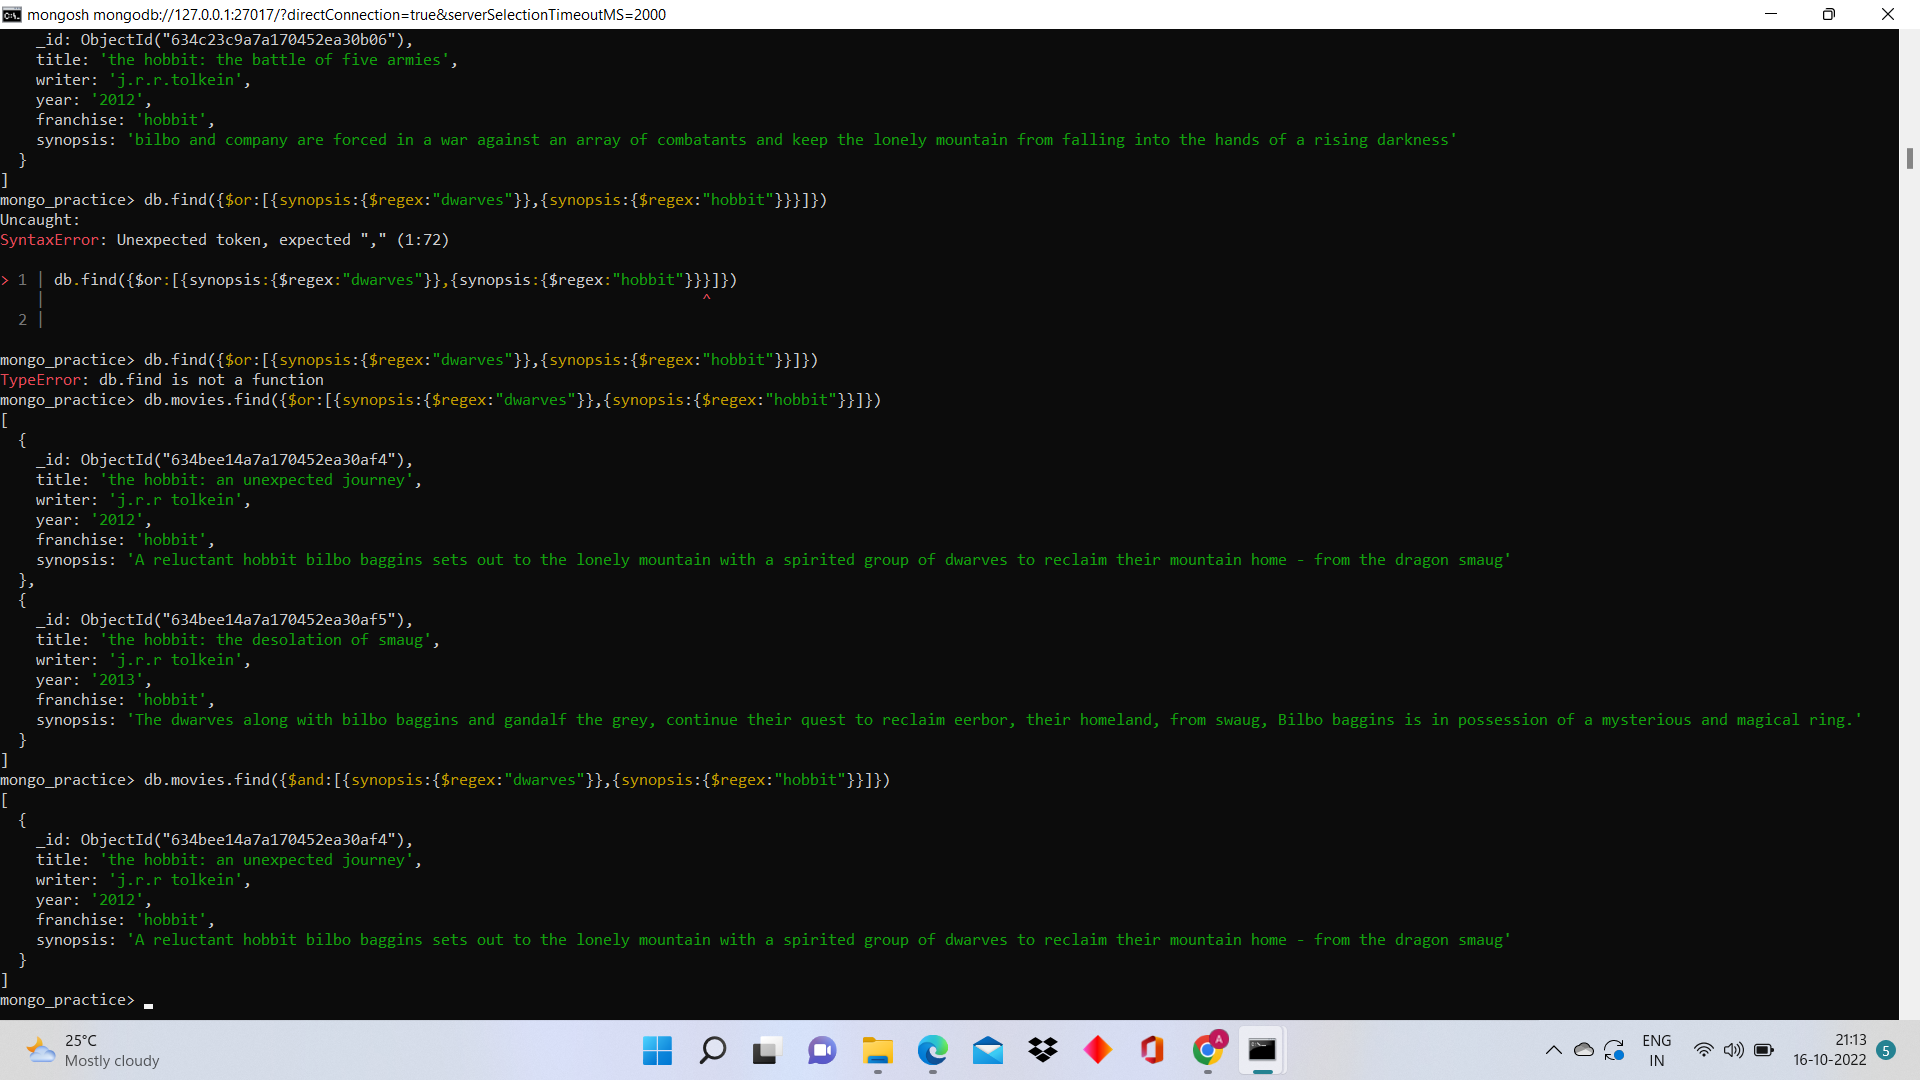 mongosh mongodb://127.0.0.1:27017/?directConnection=true&serverSelectionTimeoutMS=2000
_id: ObjectId("634c23c9a7a170452ea30b06"),
title: 'the hobbit: the battle of five armies',
writer: 'j.r.r.tolkein',
year: '2012',
franchise: 'hobbit',
synopsis: 'bilbo and company are forced in a war against an array of combatants and keep the lonely mountain from falling into the hands of a rising darkness'
}
]
mongo_practice> db.find({$or:[{synopsis:{$regex:"dwarves"}},{synopsis:{$regex:"hobbit"}}}]})
Uncaught:
SyntaxError: Unexpected token, expected "," (1:72)
> 1 | db.find({$or:[{synopsis:{$regex:"dwarves"}},{synopsis:{$regex:"hobbit"}}}]})
| ^
2 |
mongo_practice> db.find({$or:[{synopsis:{$regex:"dwarves"}},{synopsis:{$regex:"hobbit"}}]})
TypeError: db.find is not a function
mongo_practice> db.movies.find({$or:[{synopsis:{$regex:"dwarves"}},{synopsis:{$regex:"hobbit"}}]})
[
{
_id: ObjectId("634bee14a7a170452ea30af4"),
title: 'the hobbit: an unexpected journey',
writer: 'j.r.r tolkein',
year: '2012',
franchise: 'hobbit',
synopsis: 'A reluctant hobbit bilbo baggins sets out to the lonely mountain with a spirited group of dwarves to reclaim their mountain home - from the dragon smaug'
},
{
_id: ObjectId("634bee14a7a170452ea30af5"),
title: 'the hobbit: the desolation of smaug',
writer: 'j.r.r tolkein',
year: '2013',
franchise: 'hobbit',
synopsis: 'The dwarves along with bilbo baggins and gandalf the grey, continue their quest to reclaim eerbor, their homeland, from swaug, Bilbo baggins is in possession of a mysterious and magical ring.'
}
]
mongo_practice> db.movies.find({$and:[{synopsis:{$regex:"dwarves"}},{synopsis:{$regex:"hobbit"}}]})
[
{
_id: ObjectId("634bee14a7a170452ea30af4"),
title: 'the hobbit: an unexpected journey',
writer: 'j.r.r tolkein',
year: '2012',
franchise: 'hobbit',
synopsis: 'A reluctant hobbit bilbo baggins sets out to the lonely mountain with a spirited group of dwarves to reclaim their mountain home - from the dragon smaug'
}
]
mongo_practice>
25°C
Mostly cloudy
A
ENG
IN
21:13
16-10-2022
5